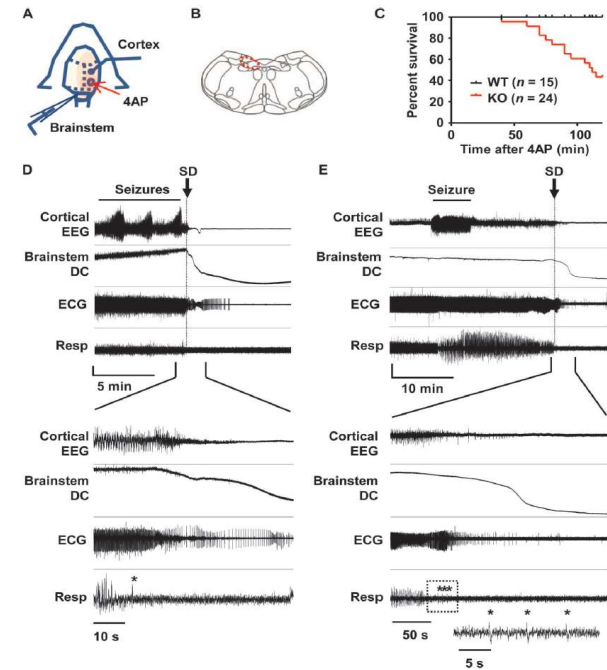 A
Cortex
4AP
Brainstem
B
C
Percent survival
100
80
60
40
20
0
WT (n = 15)
KO (n = 24)
0 50 100
Time after 4AP (min)
D
SD
Seizures
Cortical
EEG
Brainstem
DC
ECG
Resp
5 min
Cortical
EEG
Brainstem
DC
ECG
Resp
*
10 s
E
SD
Seizure
Cortical
EEG
Brainstem
DC
ECG
Resp
10 min
Cortical
EEG
Brainstem
DC
ECG
Resp
***
* * *
50 s
5 s